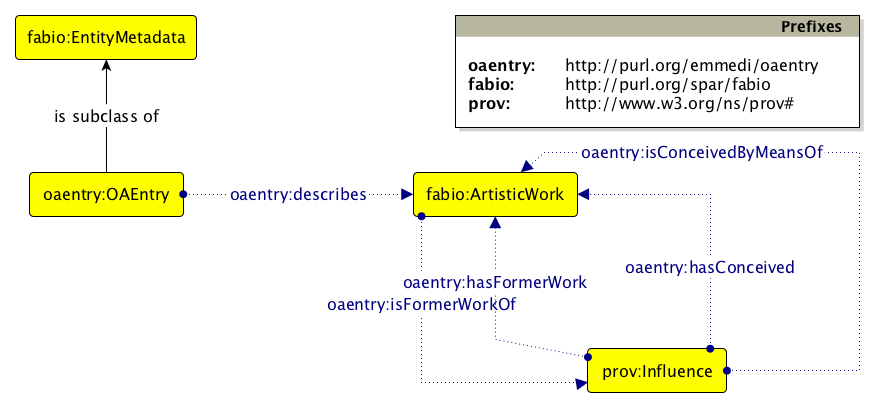 fabio:EntityMetadata
Prefixes
oaentry: http://purl.org/emmedi/oaentry
fabio: http://purl.org/spar/fabio
prov: http://www.w3.org/ns/prov#
is subclass of
oaentry:isConceivedByMeansOf
oaentry:OAEntry
oaentry:describes
fabio:ArtisticWork
oaentry:hasConceived
oaentry:hasFormerWork
oaentry:isFormerWorkOf
prov:Influence